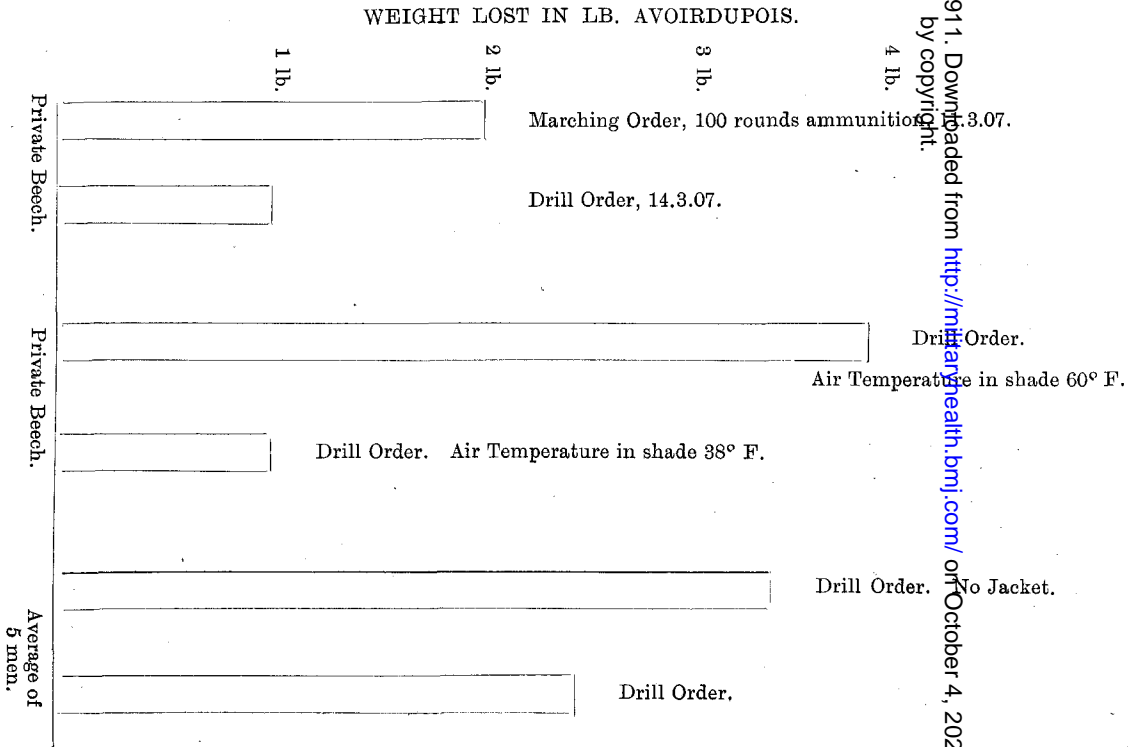 WEIGHT LOST IN LB. AVOIRDUPOIS.
1 lb.
2 lb.
3 lb.
4 lb.
Private Beech.
Marching Order, 100 rounds ammunition, .3.07.
Drill Order, 14.3.07.
Private Beech.
Drill Order.
Air Temperature in shade 60° F.
Drill Order. Air Temperature in shade 38° F.
Average of
5 men.
Drill Order. No Jacket.
Drill Order.
911. Downloaded from http://militaryhealth.bmj.com/ on October 4, 202
by copyright.